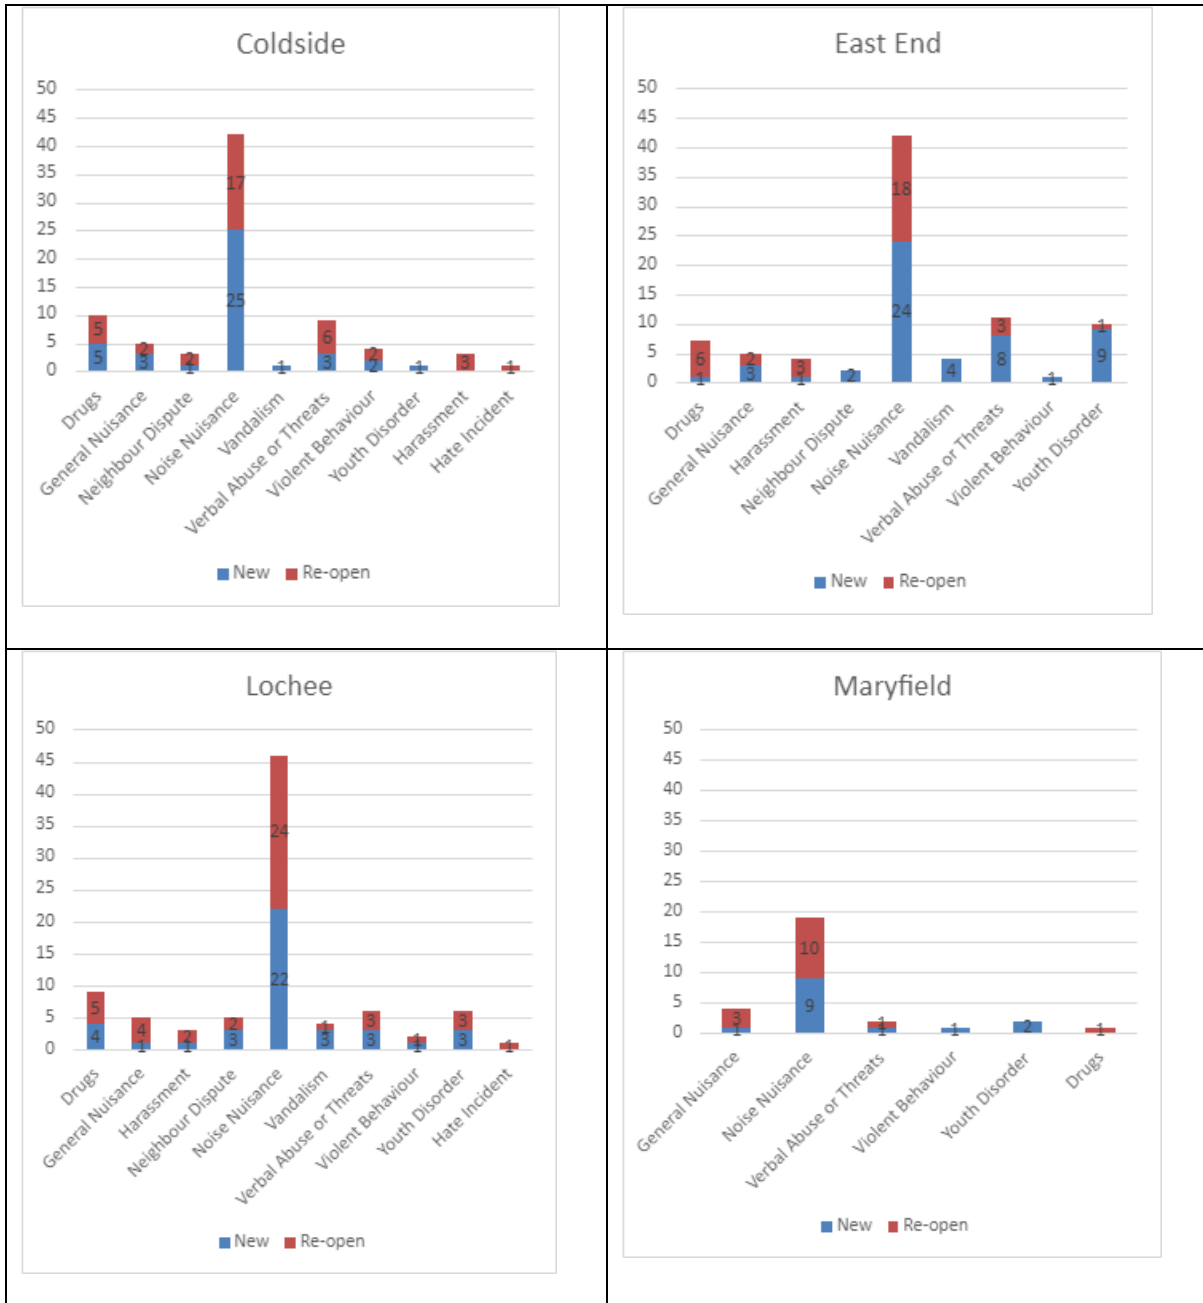 Coldside
50
45
40
35
30
25
20
15
10
5
0
5 2 2 17 1 6 2 1 3 1
5 3 1 25 3 2
Drugs
General Nuisance
Neighbour Dispute
Noise Nuisance
Vandalism
Verbal Abuse or Threats
Violent Behaviour
Youth Disorder
Harassment
Hate Incident
New Re-open
East End
50
45
40
35
30
25
20
15
10
5
0
6 2 3 2 18 4 3 1 1
1 3 1 24 8 9
Drugs
General Nuisance
Harassment
Neighbour Dispute
Noise Nuisance
Vandalism
Verbal Abuse or Threats
Violent Behaviour
Youth Disorder
New Re-open
Lochee
50
45
40
35
30
25
20
15
10
5
0
5 4 2 2 24 1 3 1 3 1
4 1 1 3 22 3 3 1 3
Drugs
General Nuisance
Harassment
Neighbour Dispute
Noise Nuisance
Vandalism
Verbal Abuse or Threats
Violent Behaviour
Youth Disorder
Hate Incident
New Re-open
Maryfield
50
45
40
35
30
25
20
15
10
5
0
3 10 1 1 2 1
1 9 1
General Nuisance
Noise Nuisance
Verbal Abuse or Threats
Violent Behaviour
Youth Disorder
Drugs
New Re-open